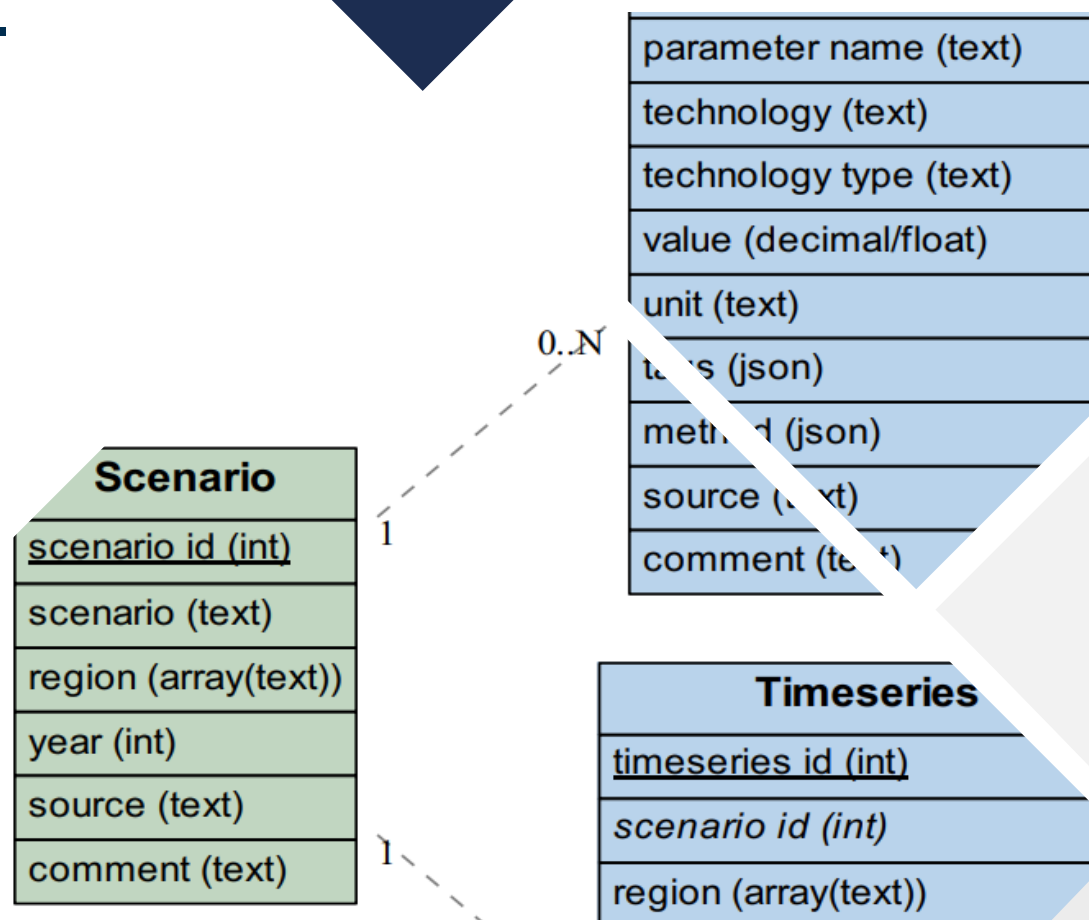 parameter name (text)
technology (text)
technology type (text)
value (decimal/float)
unit (text)
(json)
(json)
source
comment
0..N
1
Scenario
scenario id (int)
scenario (text)
region (array(text))
year (int)
source (text)
comment (text)
1
Timeseries
timeseries id (int)
scenario id (int)
region (array(text))